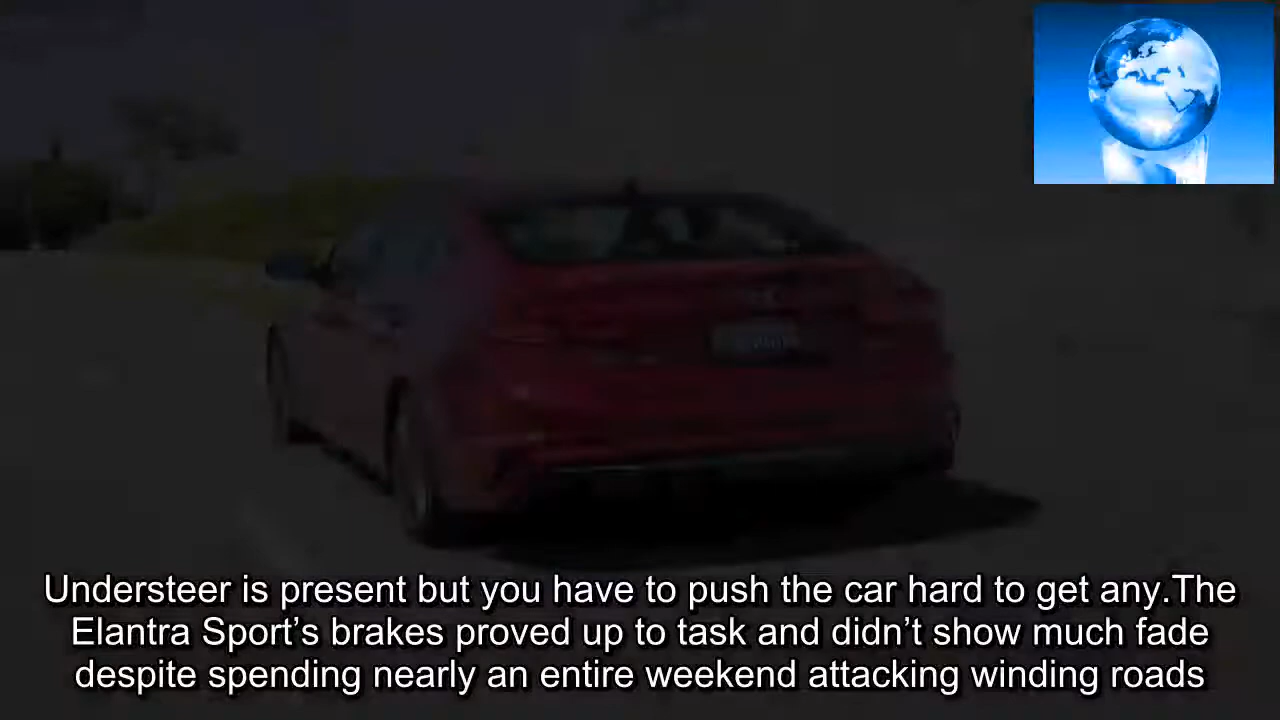 Understeer is present but you have to push the car hard to get any.The
Elantra Sport’s brakes proved up to task and didn’t show much fade
despite spending nearly an entire weekend attacking winding roads